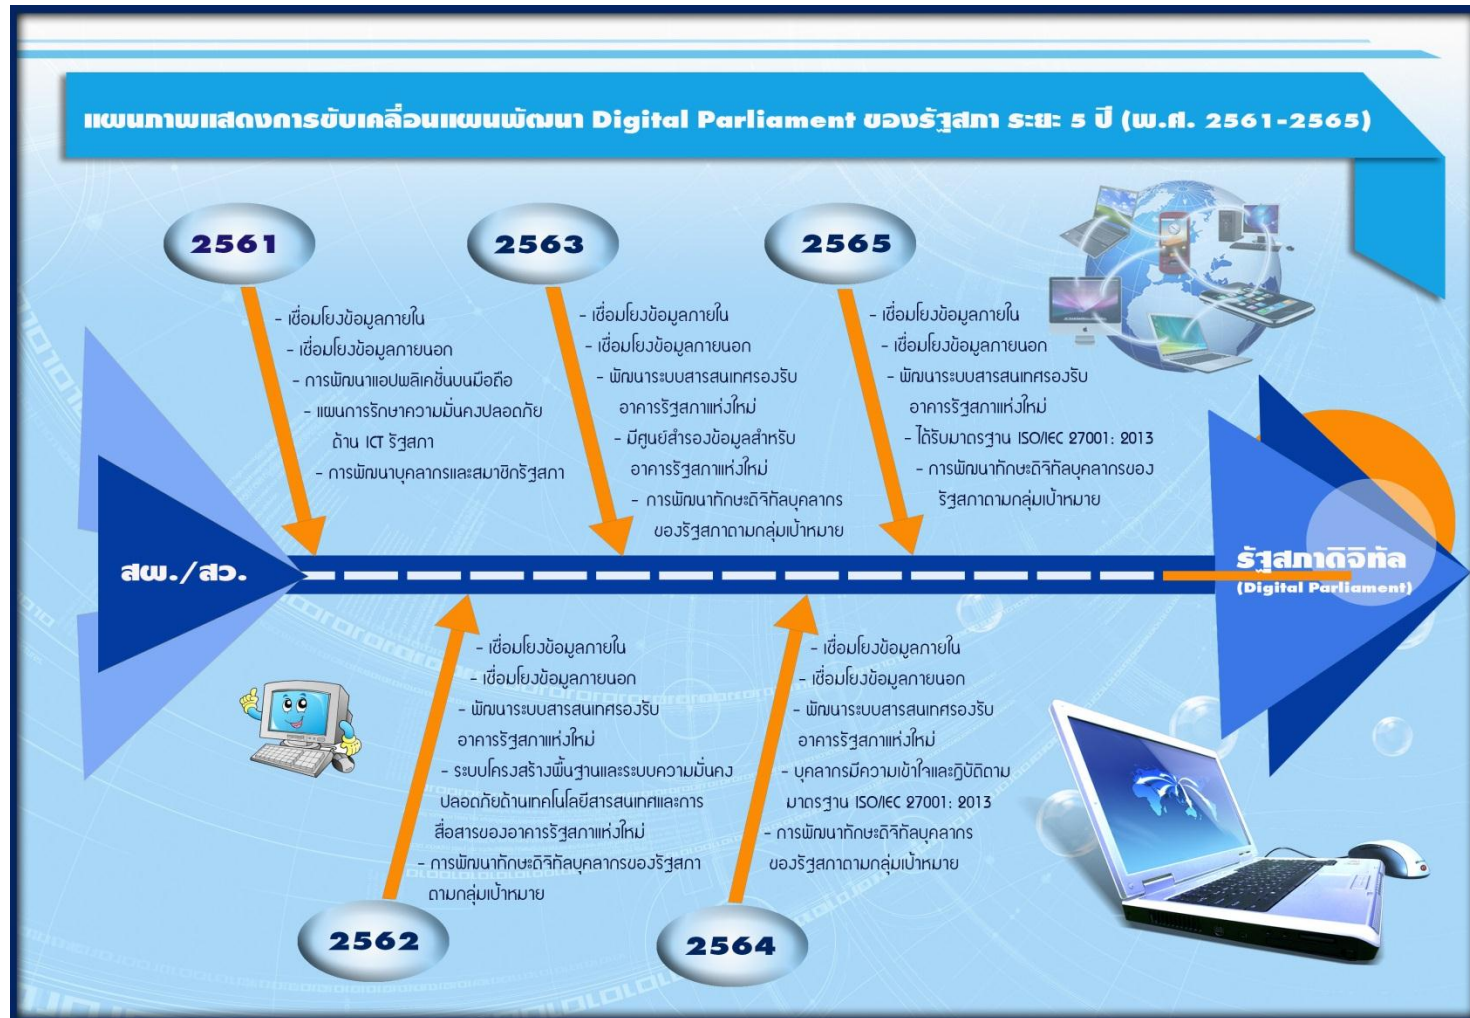 แผนภาพแสดงการขับเคลื่อนแผนพัฒนา Digital Parliament ของรัฐสภา ระยะ 5 ปี (พ.ศ. 2561-2565)
2561
- เชื่อมโยงข้อมูลภายใน
- เชื่อมโยงข้อมูลภายนอก
- การพัฒนาแอปพลิเคชั่นบนมือถือ
- แผนการรักษาความมั่นคงปลอดภัย
ด้าน ICT รัฐสภา
- การพัฒนาบุคลากรและสมาชิกรัฐสภา
2563
- เชื่อมโยงข้อมูลภายใน
- เชื่อมโยงข้อมูลภายนอก
- พัฒนาระบบสารสนเทศรองรับ
อาคารรัฐสภาแห่งใหม่
- มีศูนย์สำรองข้อมูลสำหรับ
อาคารรัฐสภาแห่งใหม่
- การพัฒนาทักษะดิจิทัลบุคลากร
ของรัฐสภาตามกลุ่มเป้าหมาย
2565
- เชื่อมโยงข้อมูลภายใน
- เชื่อมโยงข้อมูลภายนอก
- พัฒนาระบบสารสนเทศรองรับ
อาคารรัฐสภาแห่งใหม่
- ได้รับมาตรฐาน ISO/IEC 27001: 2013
- การพัฒนาทักษะดิจิทัลบุคลากรของ
รัฐสภาตามกลุ่มเป้าหมาย
สผ./สว.
รัฐสภาดิจิทัล
(Digital Parliament)
- เชื่อมโยงข้อมูลภายใน
- เชื่อมโยงข้อมูลภายนอก
- พัฒนาระบบสารสนเทศรองรับ
อาคารรัฐสภาแห่งใหม่
- ระบบโครงสร้างพื้นฐานและระบบความมั่นคง
ปลอดภัยด้านเทคโนโลยีสารสนเทศและการ
สื่อสารของอาคารรัฐสภาแห่งใหม่
- การพัฒนาทักษะดิจิทัลบุคลากรของรัฐสภา
ตามกลุ่มเป้าหมาย
2562
- เชื่อมโยงข้อมูลภายใน
- เชื่อมโยงข้อมูลภายนอก
- พัฒนาระบบสารสนเทศรองรับ
อาคารรัฐสภาแห่งใหม่
- บุคลากรมีความเข้าใจและฏิบัติตาม
มาตรฐาน ISO/IEC 27001: 2013
- การพัฒนาทักษะดิจิทัลบุคลากร
ของรัฐสภาตามกลุ่มเป้าหมาย
2564